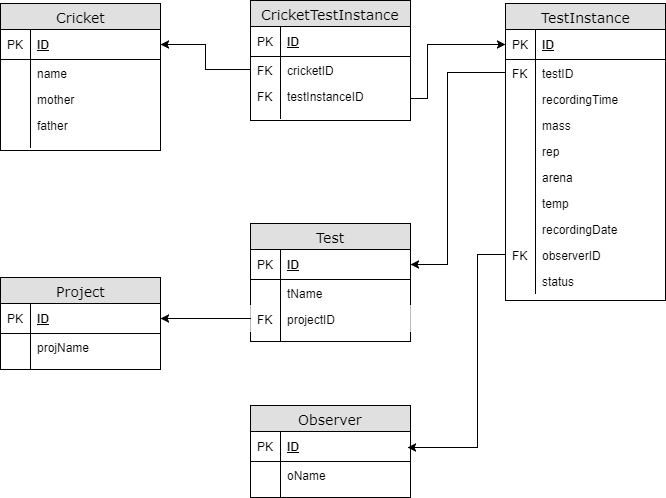 Cricket
PK ID
name
mother
father
CricketTestInstance
PK ID
FK cricketID
FK testInstanceID
TestInstance
PK ID
FK testID
recordingTime
mass
rep
arena
temp
recordingDate
FK observerID
status
Test
PK ID
tName
FK projectID
Project
PK ID
projName
Observer
PK ID
oName